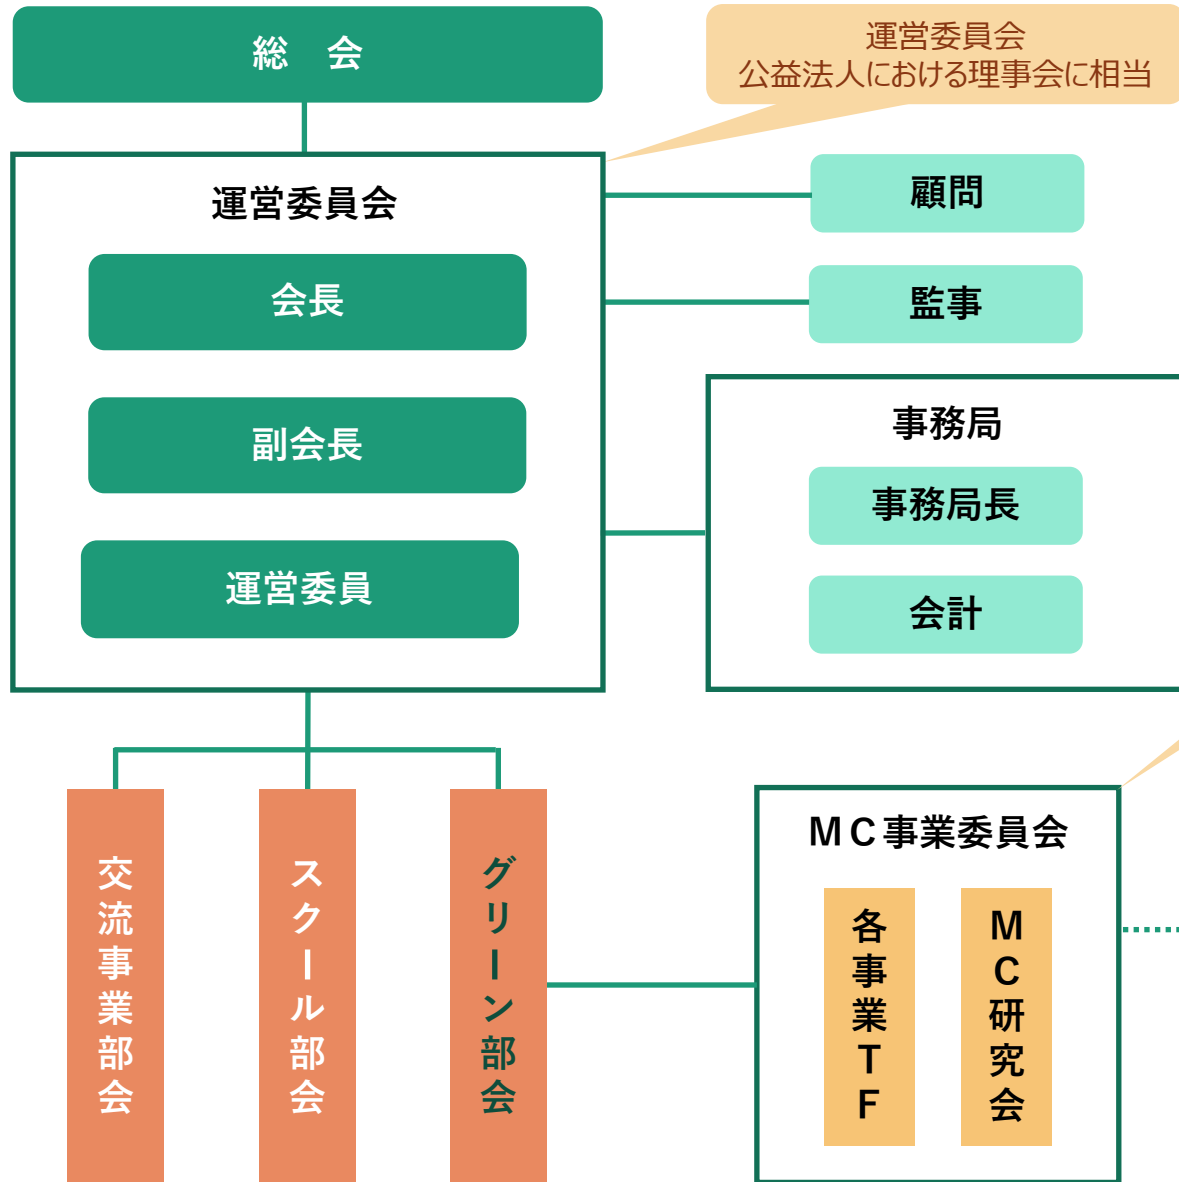 総　会
運営委員会
公益法人における理事会に相当
運営委員会
会長
副会長
運営委員
顧問
監事
事務局
事務局長
会計
交流事業部会
スクール部会
グリーン部会
ＭＣ事業委員会
各事業ＴＦ
ＭＣ研究会